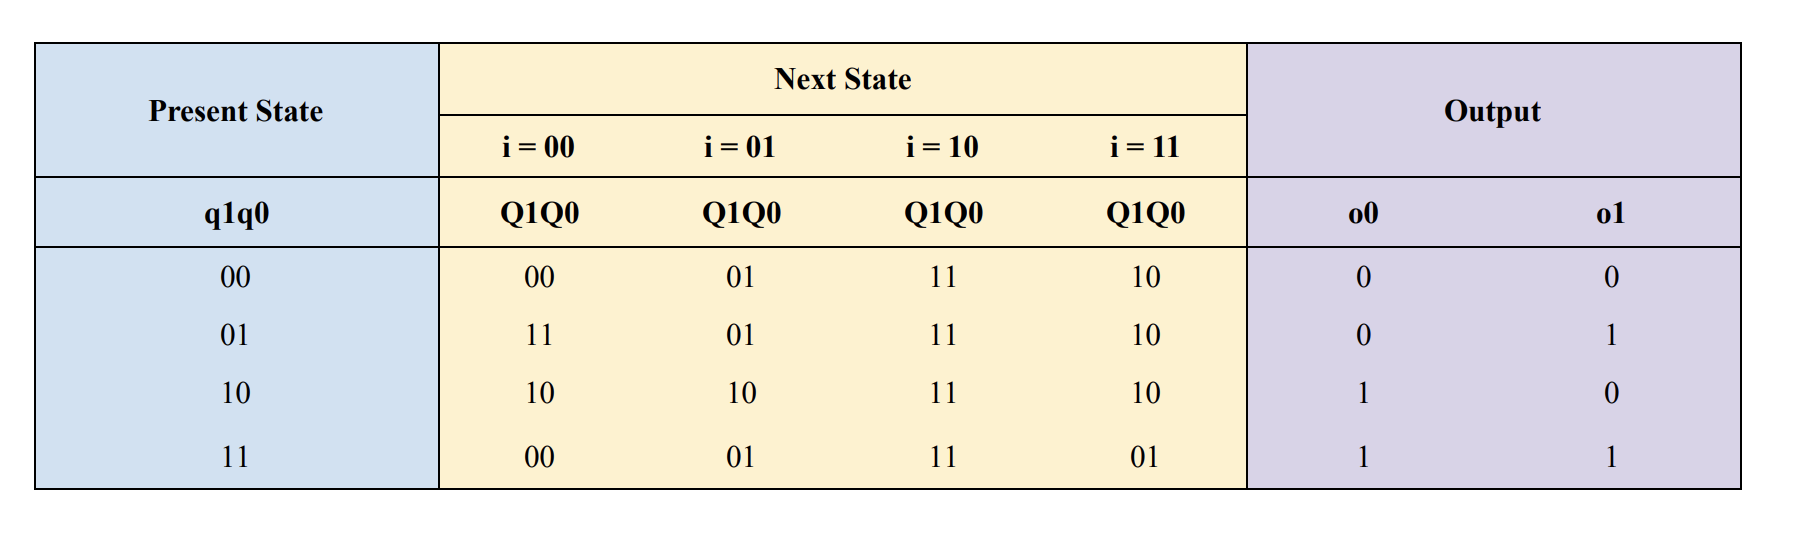 Next State
Present State Output
i = 00 i = 01 i = 10 i = 11
q1q0 Q1Q0 Q1Q0 Q1Q0 Q1Q0 o0 o1
00 00 01 11 10 0 0
01 11 01 11 10 0 1
10 10 10 11 10 1 0
11 00 01 11 01 1 1